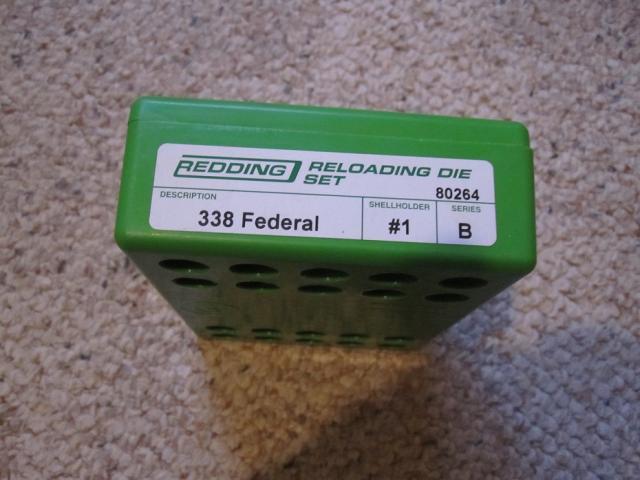 REDDING RELOADING DIE
SET
80264
DESCRIPTION
338 Federal
SHELLHOLDER
#1
SERIES
B